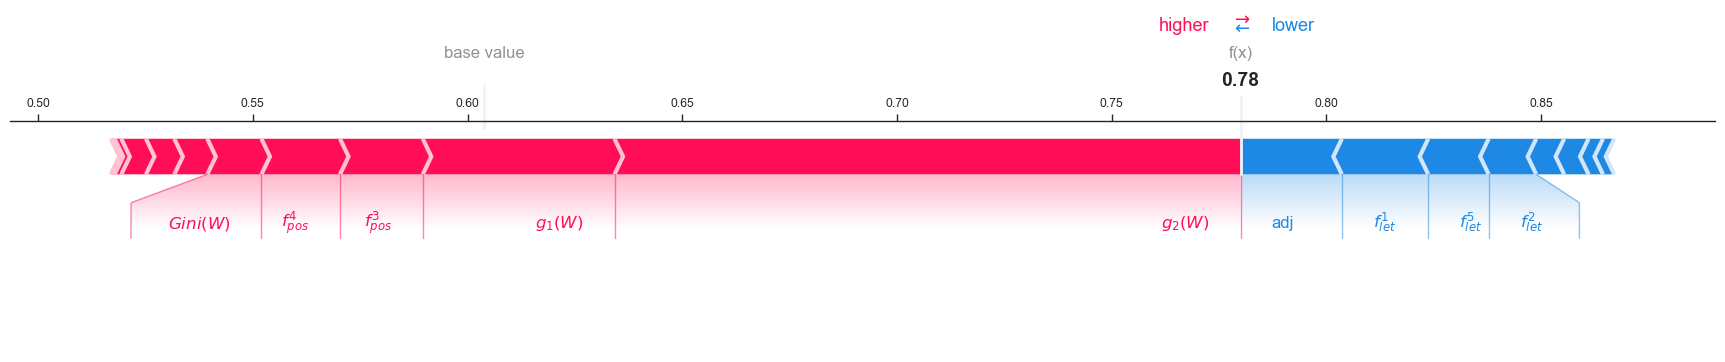 higher ⇄ lower
base value f(x)
0.78
0.50 0.55 0.60 0.65 0.70 0.75 0.80 0.85
Gini(W) f⁴ₚₒₛ f³ₚₒₛ g₁(W) g₂(W) adj f¹ₗₑₜ f⁵ₗₑₜ f²ₗₑₜ